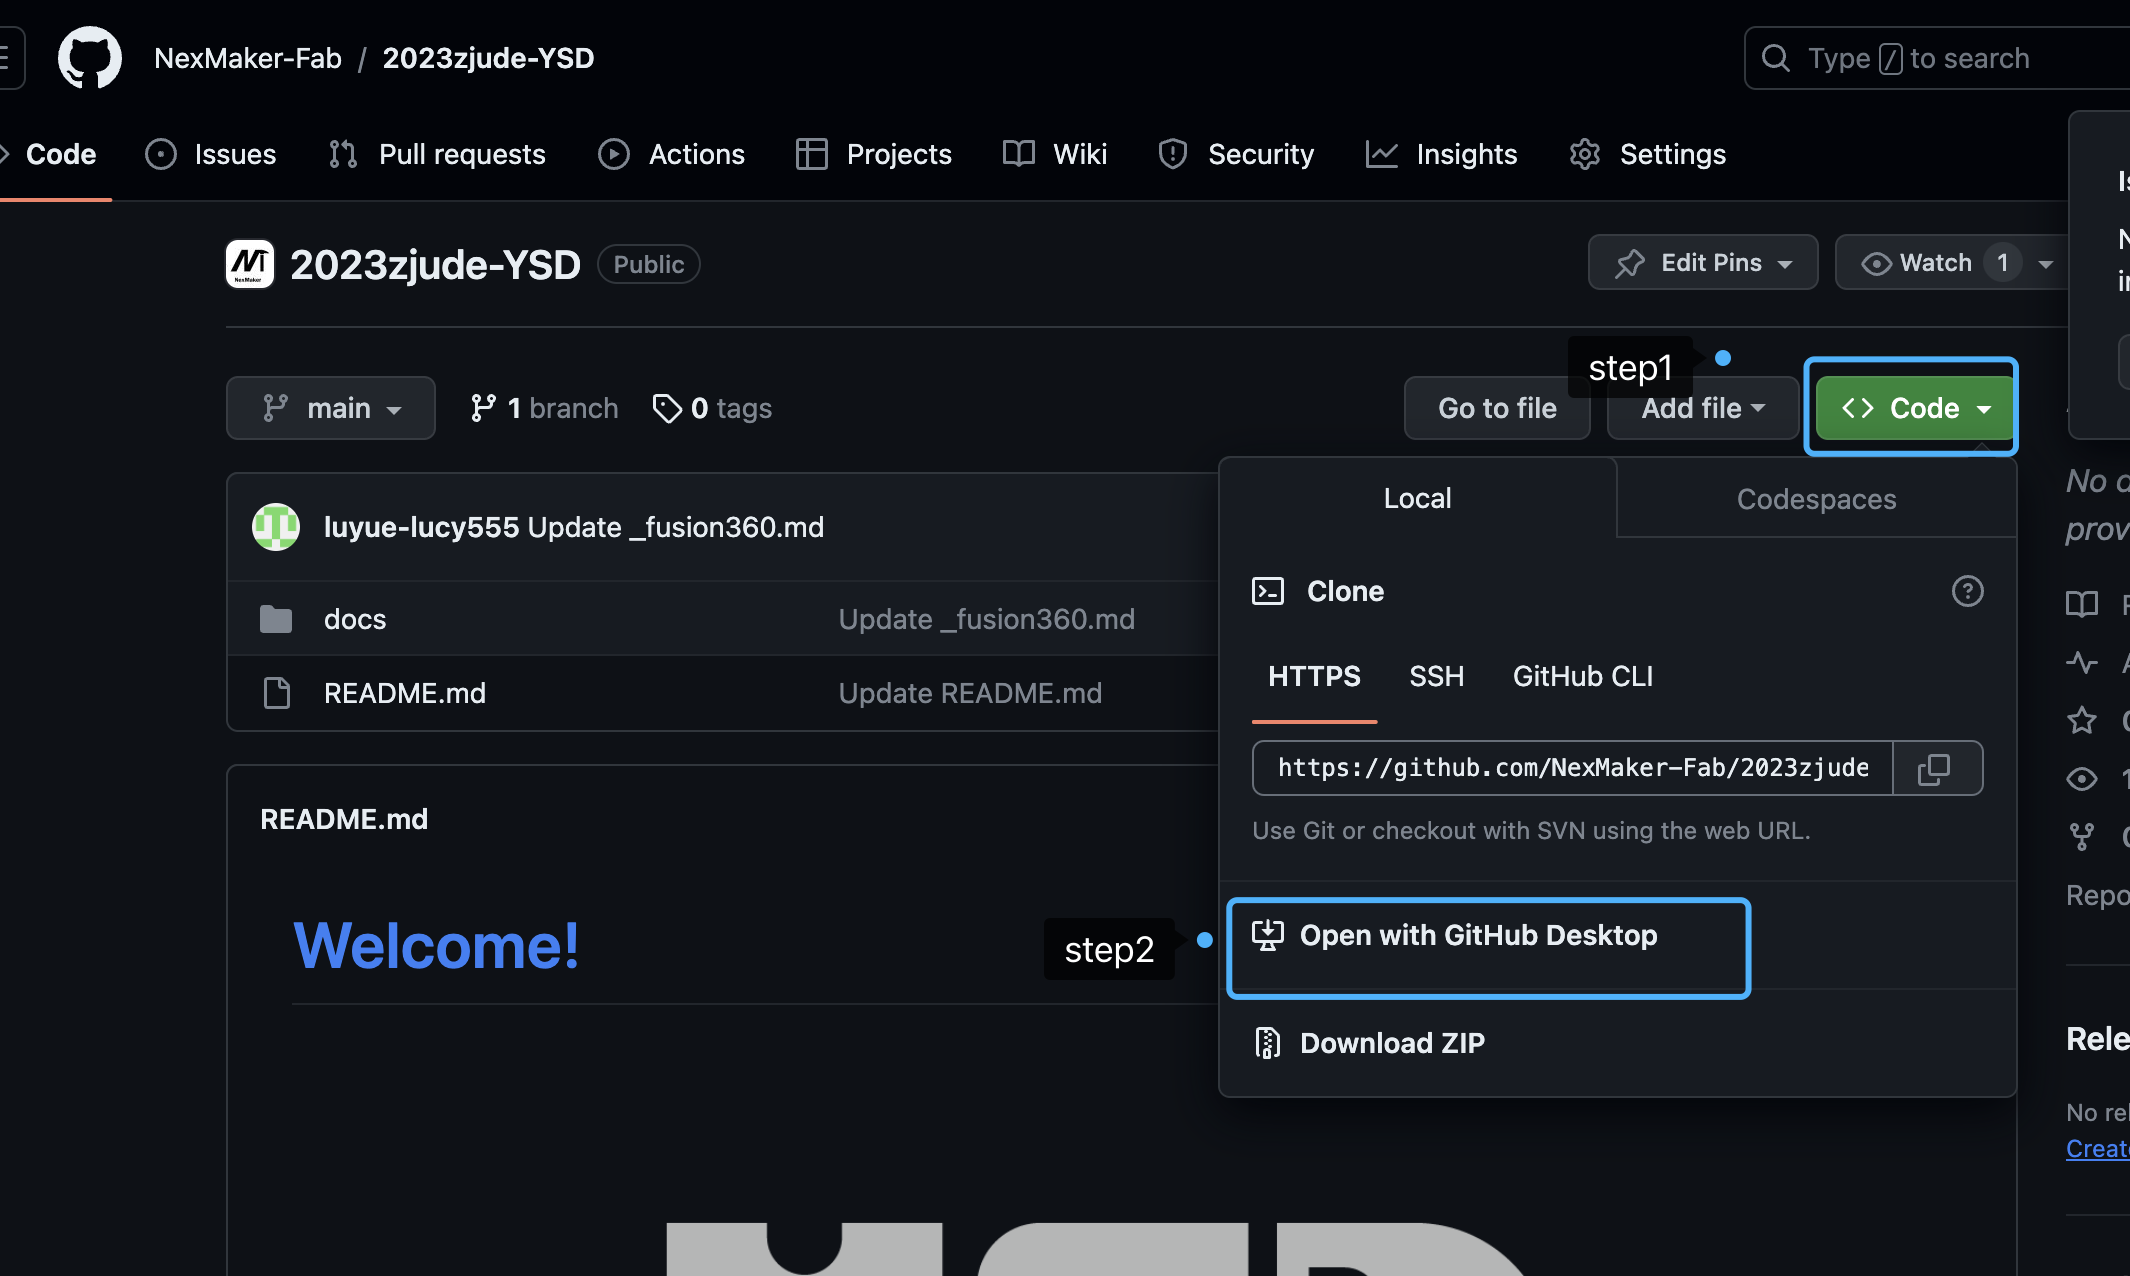 NexMaker-Fab / 2023zjude-YSD
Type / to search
Code Issues Pull requests Actions Projects Wiki Security Insights Settings
NexMaker
2023zjude-YSD Public
Edit Pins
Watch 1
step1
main
1 branch
0 tags
Go to file
Add file
Code
Local
Codespaces
luyue-lucy555 Update _fusion360.md
docs Update _fusion360.md
README.md Update README.md
Clone
HTTPS SSH GitHub CLI
https://github.com/NexMaker-Fab/2023zjude
Use Git or checkout with SVN using the web URL.
step2
Open with GitHub Desktop
Download ZIP
README.md
Welcome!
YSD
No
prov
Repo
Rele
No rel
Creat